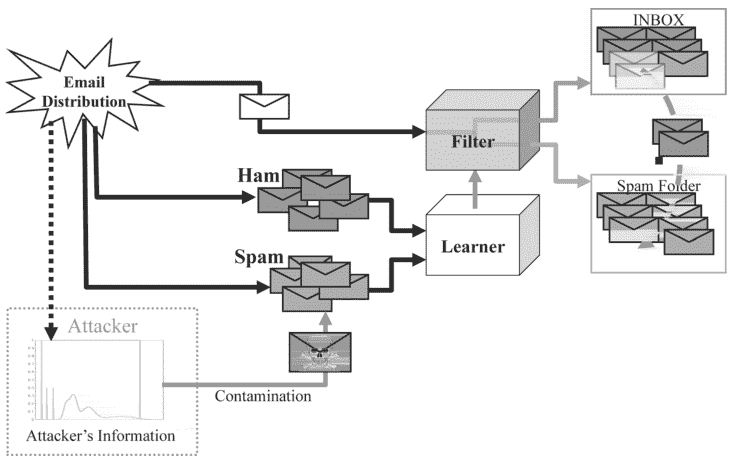 INBOX
Email
Distribution
Filter
Ham
Spam Folder
Learner
Spam
Attacker
Contamination
Attacker's Information